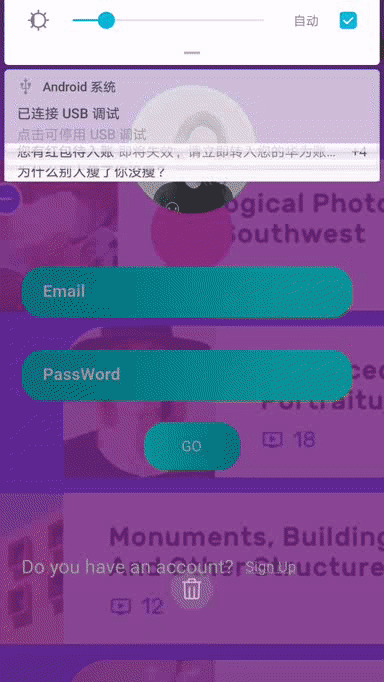 自动
Android 系统
已连接 USB 调试
点击可停用 USB 调试
您有红包待入账 即将失效，请立即转入您的华为账... +4
为什么别人瘦了你没瘦？
ogical Photo
Southwest
Email
PassWord
ced
Portraitu
GO
18
Monuments, Building
And Other Structure
Do you have an account? Sign Up
12